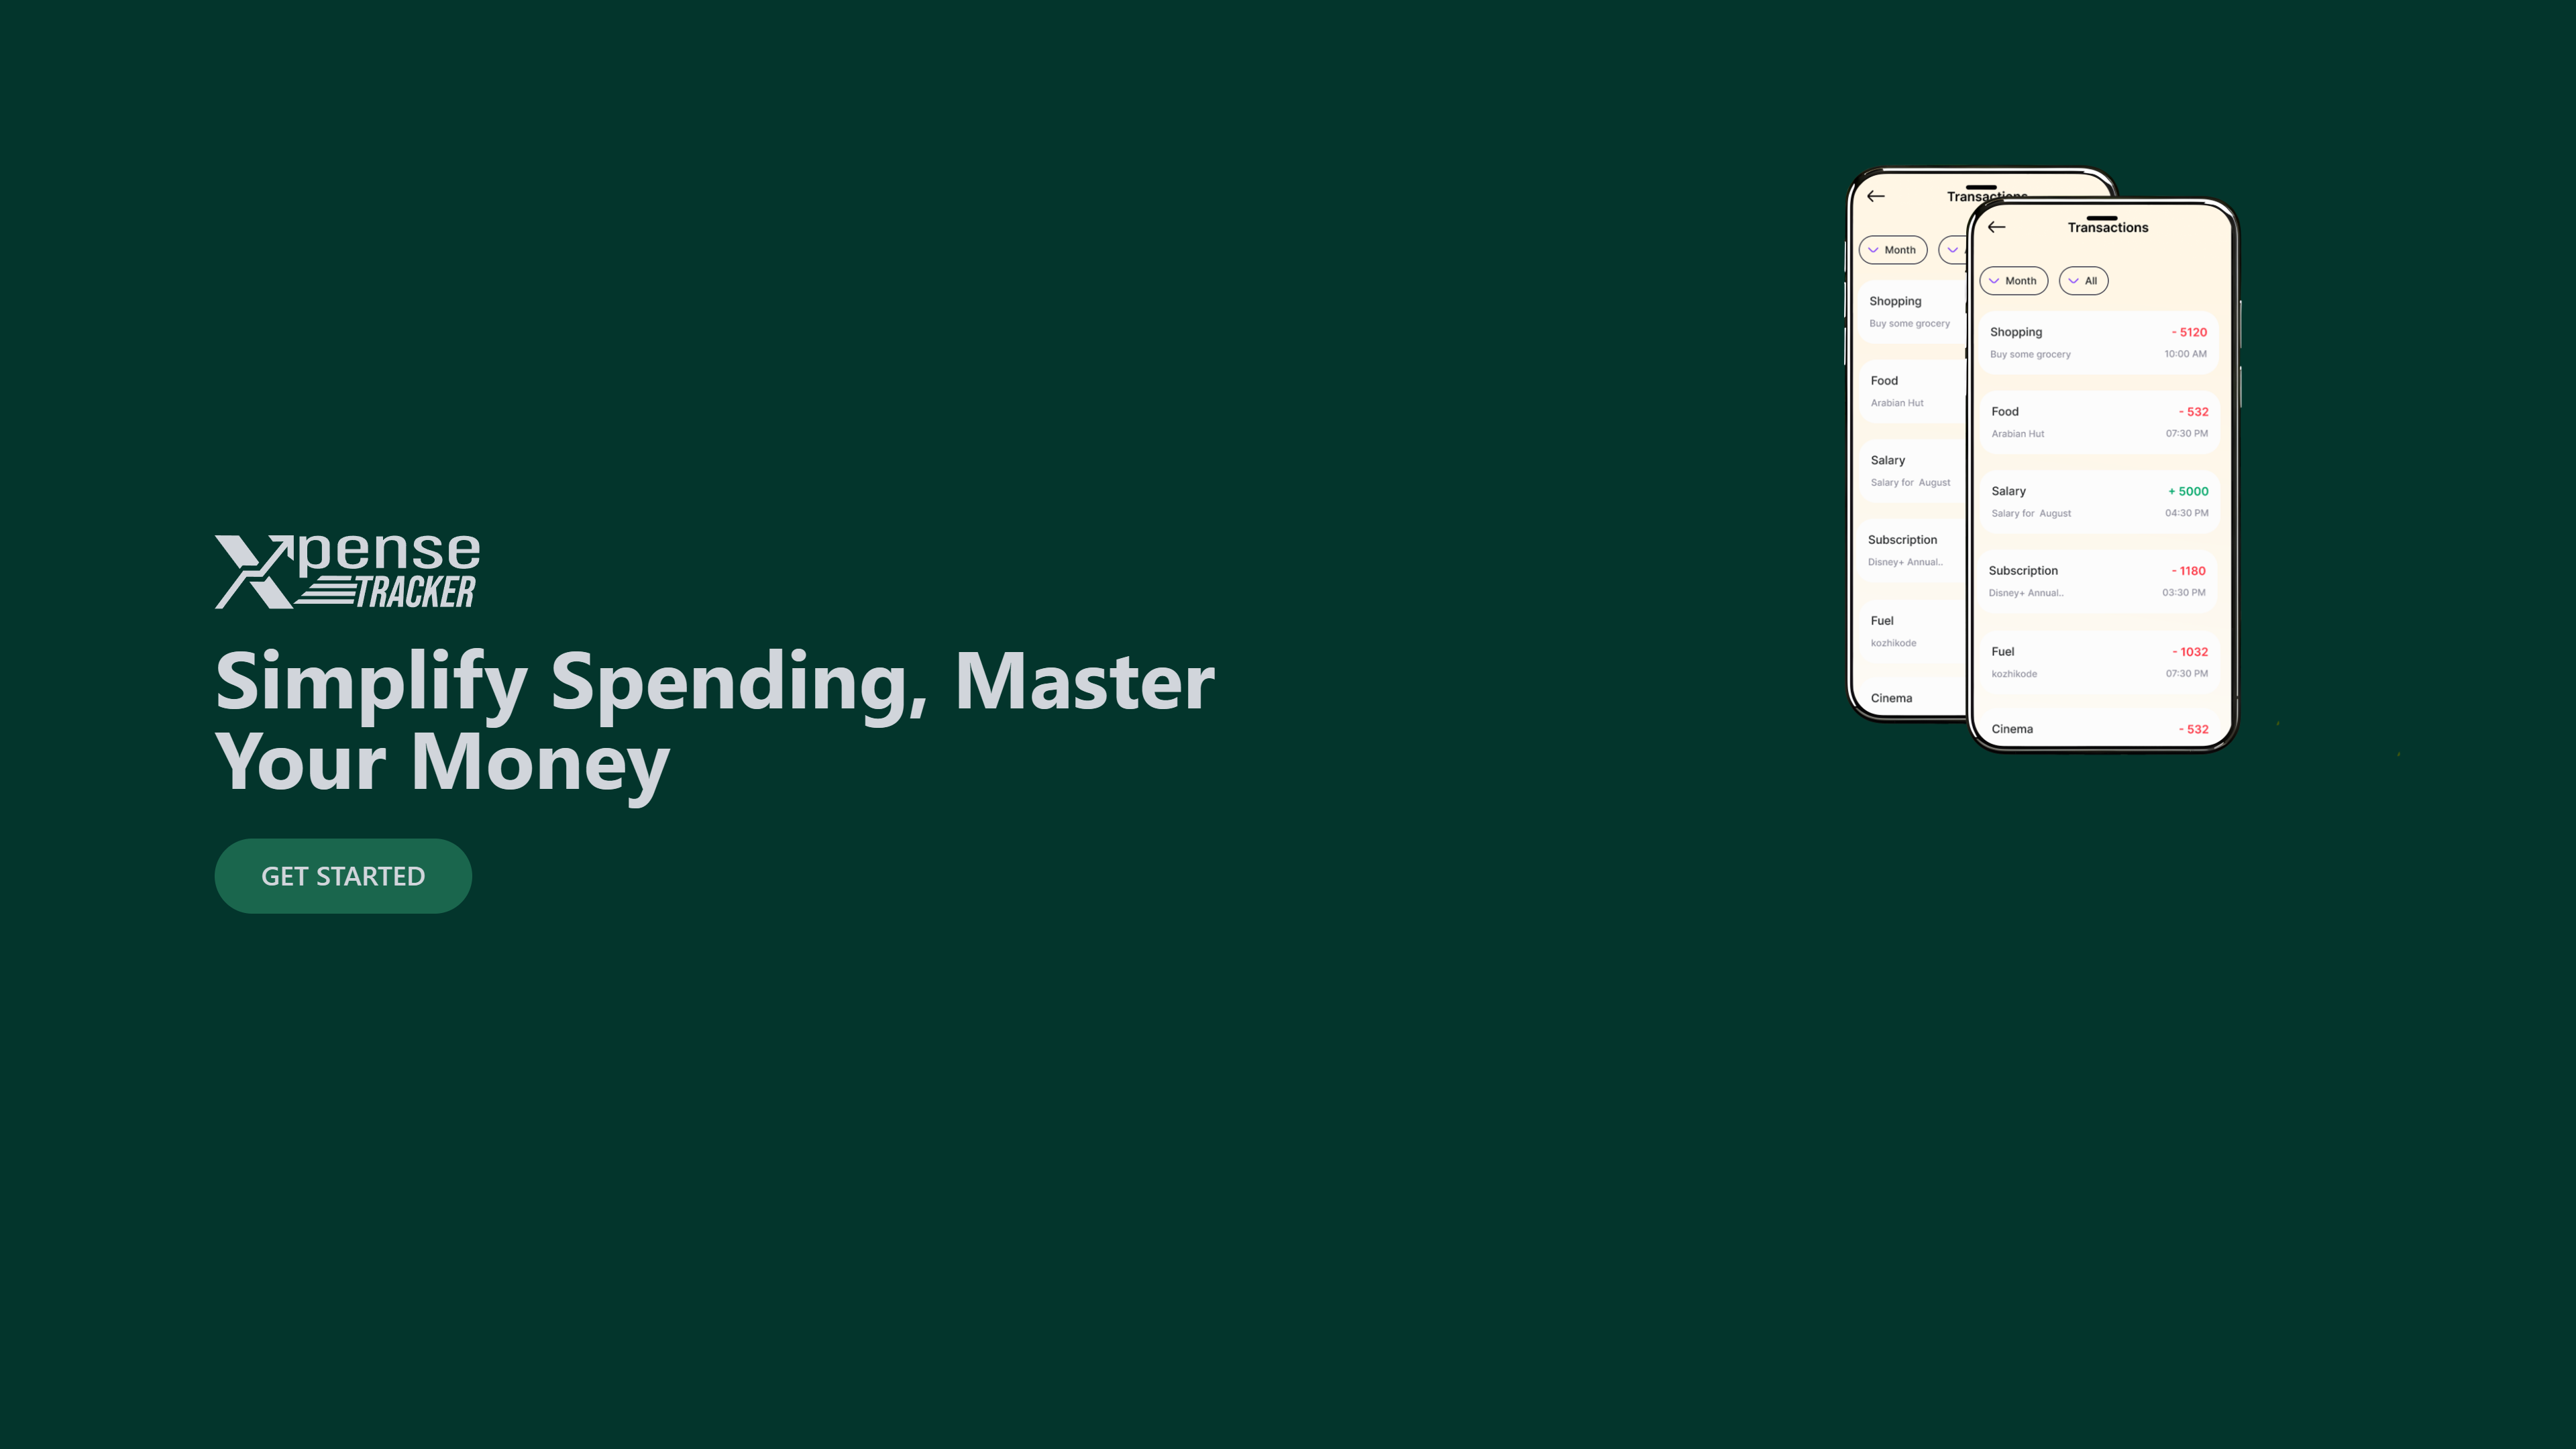 Xpense
TRACKER
Simplify Spending, Master
Your Money
GET STARTED
Transactions
Month
Shopping
Buy some grocery
Food
Arabian Hut
Salary
Salary for August
Subscription
Disney+ Annual..
Fuel
kozhikode
Cinema
Transactions
Month All
Shopping - 5120
Buy some grocery 10:00 AM
Food - 532
Arabian Hut 07:30 PM
Salary + 5000
Salary for August 04:30 PM
Subscription - 1180
Disney+ Annual.. 03:30 PM
Fuel - 1032
kozhikode 07:30 PM
Cinema - 532